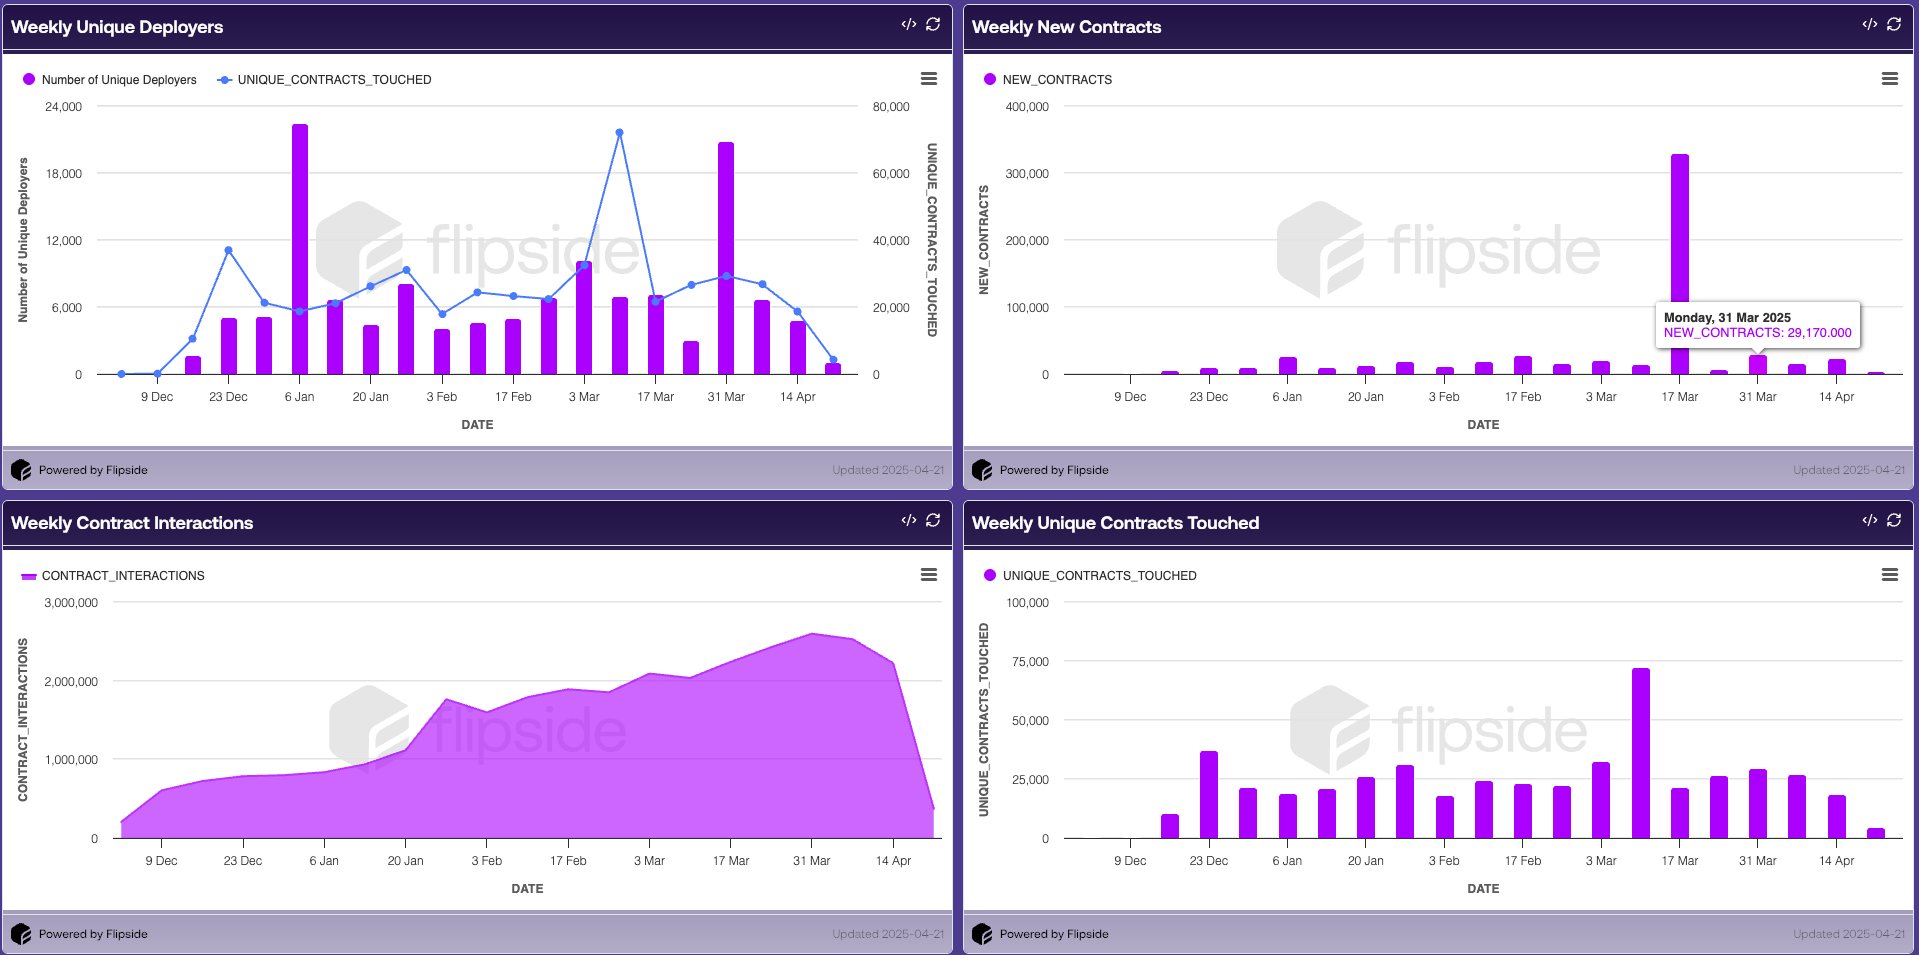 Weekly Unique Deployers
</>
Number of Unique Deployers
UNIQUE_CONTRACTS_TOUCHED
24,000
18,000
12,000
6,000
0
80,000
60,000
40,000
20,000
0
Number of Unique Deployers
UNIQUE_CONTRACTS_TOUCHED
flipside
9 Dec 23 Dec 6 Jan 20 Jan 3 Feb 17 Feb 3 Mar 17 Mar 31 Mar 14 Apr
DATE
Powered by Flipside
Updated 2025-04-21
Weekly New Contracts
</>
NEW_CONTRACTS
400,000
300,000
200,000
100,000
0
NEW_CONTRACTS
flipside
Monday, 31 Mar 2025
NEW_CONTRACTS: 29,170.000
9 Dec 23 Dec 6 Jan 20 Jan 3 Feb 17 Feb 3 Mar 17 Mar 31 Mar 14 Apr
DATE
Powered by Flipside
Updated 2025-04-21
Weekly Contract Interactions
</>
CONTRACT_INTERACTIONS
3,000,000
2,000,000
1,000,000
0
CONTRACT_INTERACTIONS
flipside
9 Dec 23 Dec 6 Jan 20 Jan 3 Feb 17 Feb 3 Mar 17 Mar 31 Mar 14 Apr
DATE
Powered by Flipside
Updated 2025-04-21
Weekly Unique Contracts Touched
</>
UNIQUE_CONTRACTS_TOUCHED
100,000
75,000
50,000
25,000
0
UNIQUE_CONTRACTS_TOUCHED
flipside
9 Dec 23 Dec 6 Jan 20 Jan 3 Feb 17 Feb 3 Mar 17 Mar 31 Mar 14 Apr
DATE
Powered by Flipside
Updated 2025-04-21